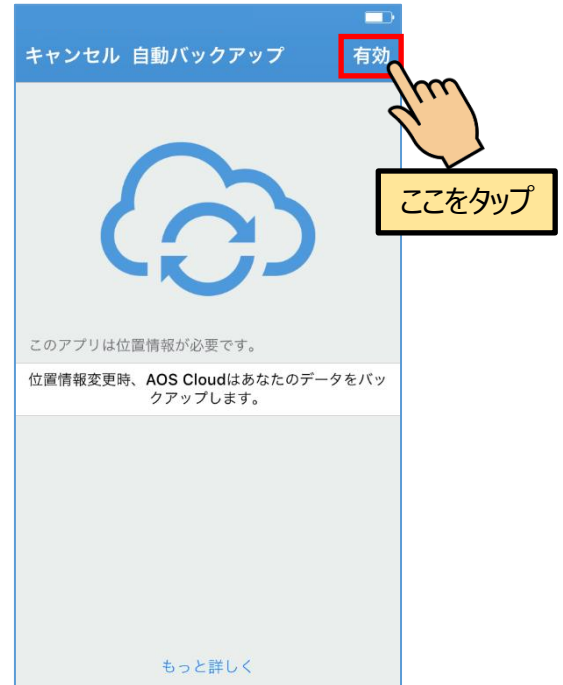 キャンセル 自動バックアップ 有効
ここをタップ
このアプリは位置情報が必要です。
位置情報変更時、AOS Cloudはあなたのデータをバッ
クアップします。
もっと詳しく